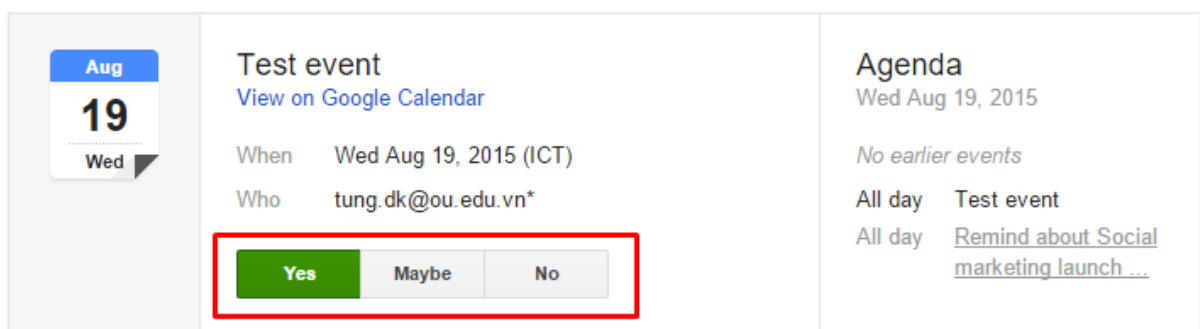 Aug
19
Wed
Test event
View on Google Calendar
When Wed Aug 19, 2015 (ICT)
Who tung.dk@ou.edu.vn*
Yes Maybe No
Agenda
Wed Aug 19, 2015
No earlier events
All day Test event
All day Remind about Social
marketing launch ...